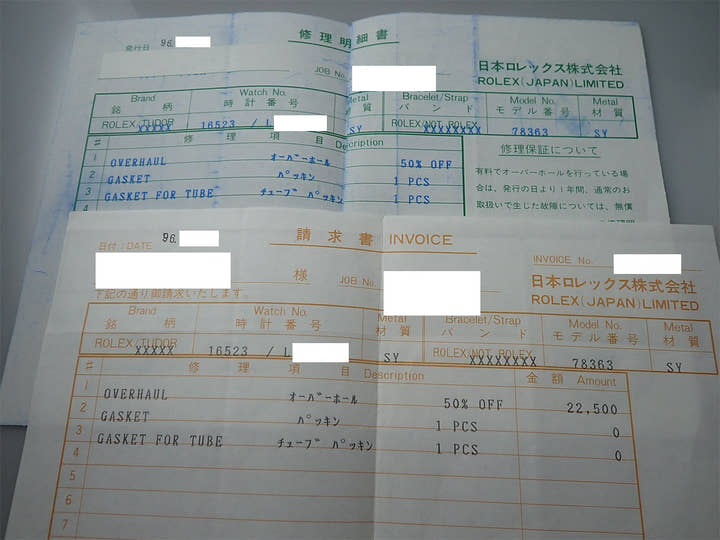 修理明細書
発行日 96.
JOB No.
日本ロレックス株式会社
ROLEX(JAPAN)LIMITED
Brand Watch No. Metal Bracelet/Strap Model No. Metal
銘柄 時計番号 材質 バンド モデル番号 材質
ROLEX TUDOR XXXXX 16523 / L SY ROLEX/NOT ROLEX XXXXXXXX 78363 SY
# 修理項目 Description
1 OVERHAUL オーバーホール 50% OFF
2 GASKET パッキン 1 PCS
3 GASKET FOR TUBE チューブ パッキン 1 PCS
修理保証について
有料でオーバーホールを行っている場
合は、発行の日より1年間、通常のお
取扱いで生じた故障については、無償
請求書 INVOICE
日付:DATE 96.
INVOICE No.
様 JOB No.
下記の通り御請求いたします。
日本ロレックス株式会社
ROLEX(JAPAN)LIMITED
Brand Watch No. Metal Bracelet/Strap Model No. Metal
銘柄 時計番号 材質 バンド モデル番号 材質
ROLEX/TUDOR XXXXX 16523 / L SY ROLEX/NOT ROLEX XXXXXXXX 78363 SY
# 修理項目 Description 金額 Amount
1 OVERHAUL オーバーホール 50% OFF 22,500
2 GASKET パッキン 1 PCS 0
3 GASKET FOR TUBE チューブ パッキン 1 PCS 0
4
5
6
7